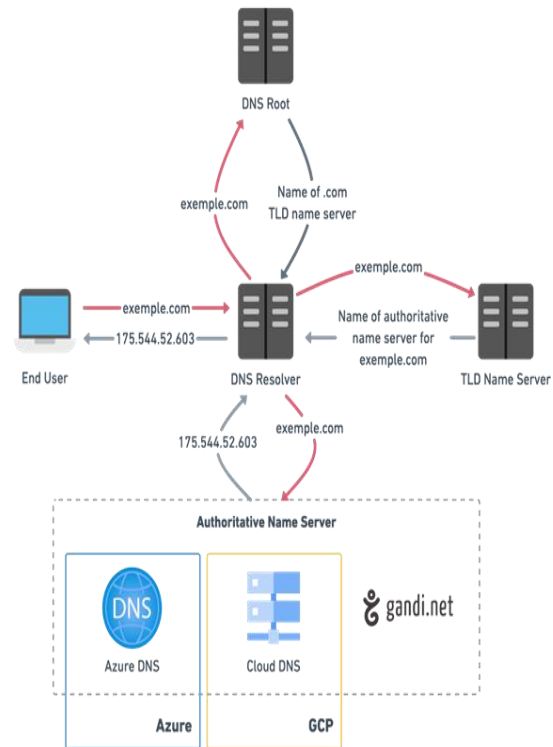 DNS Root
exemple.com
Name of .com
TLD name server
exemple.com
exemple.com
175.544.52.603
Name of authoritative
name server for
exemple.com
End User
DNS Resolver
TLD Name Server
175.544.52.603
exemple.com
Authoritative Name Server
DNS
gandi.net
Azure DNS
Cloud DNS
Azure
GCP